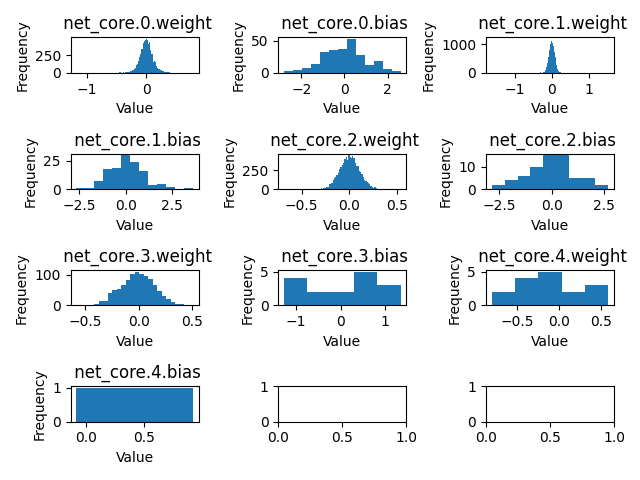 net_core.0.weight
net_core.0.bias
net_core.1.weight
Frequency
250
0
−1
0
Value
Frequency
50
0
−2
0
2
Value
Frequency
1000
0
−1
0
1
Value
net_core.1.bias
net_core.2.weight
net_core.2.bias
Frequency
25
0
−2.5
0.0
2.5
Value
Frequency
250
0
−0.5
0.0
0.5
Value
Frequency
10
0
−2.5
0.0
2.5
Value
net_core.3.weight
net_core.3.bias
net_core.4.weight
Frequency
100
0
−0.5
0.0
0.5
Value
Frequency
5
0
−1
0
1
Value
Frequency
5
0
−0.5
0.0
0.5
Value
net_core.4.bias
Frequency
1
0
0.0
0.5
Value
1
0
0.0
0.5
1.0
1
0
0.0
0.5
1.0